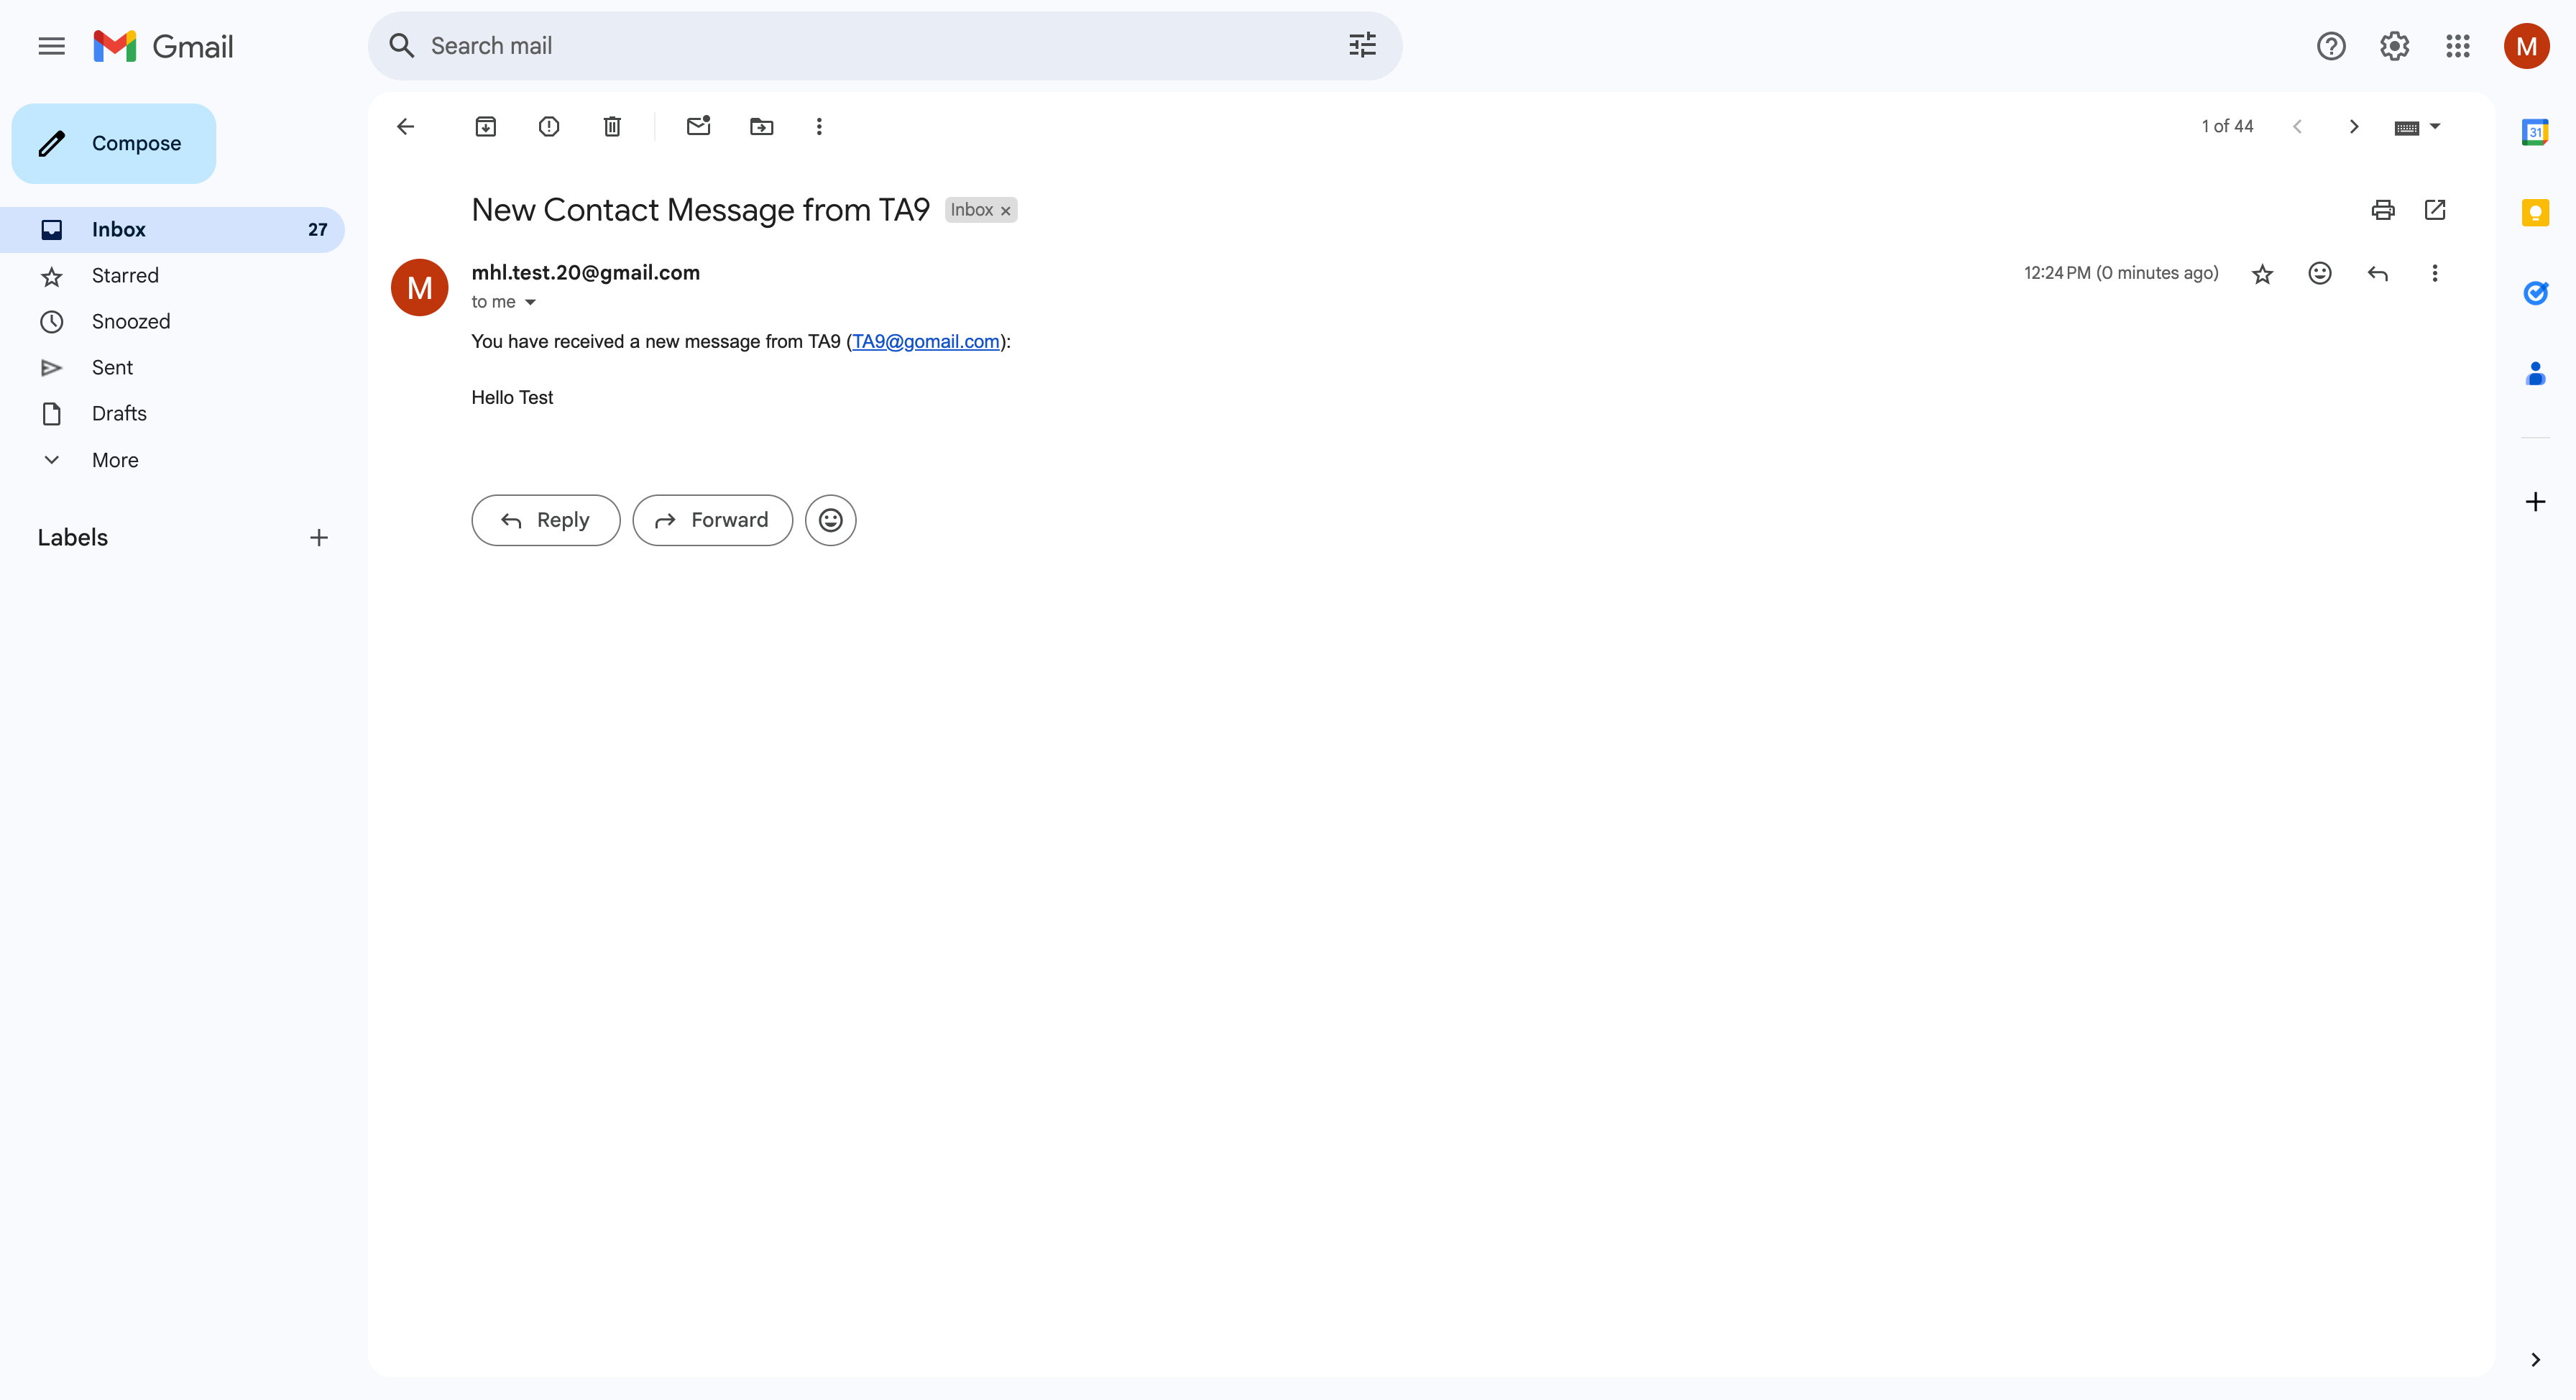 Gmail
Search mail
M
Compose
1 of 44
31
New Contact Message from TA9 Inbox ×
Inbox 27
Starred
Snoozed
Sent
Drafts
More
Labels
M
mhl.test.20@gmail.com
12:24 PM (0 minutes ago)
to me
You have received a new message from TA9 (TA9@gomail.com):
Hello Test
Reply
Forward